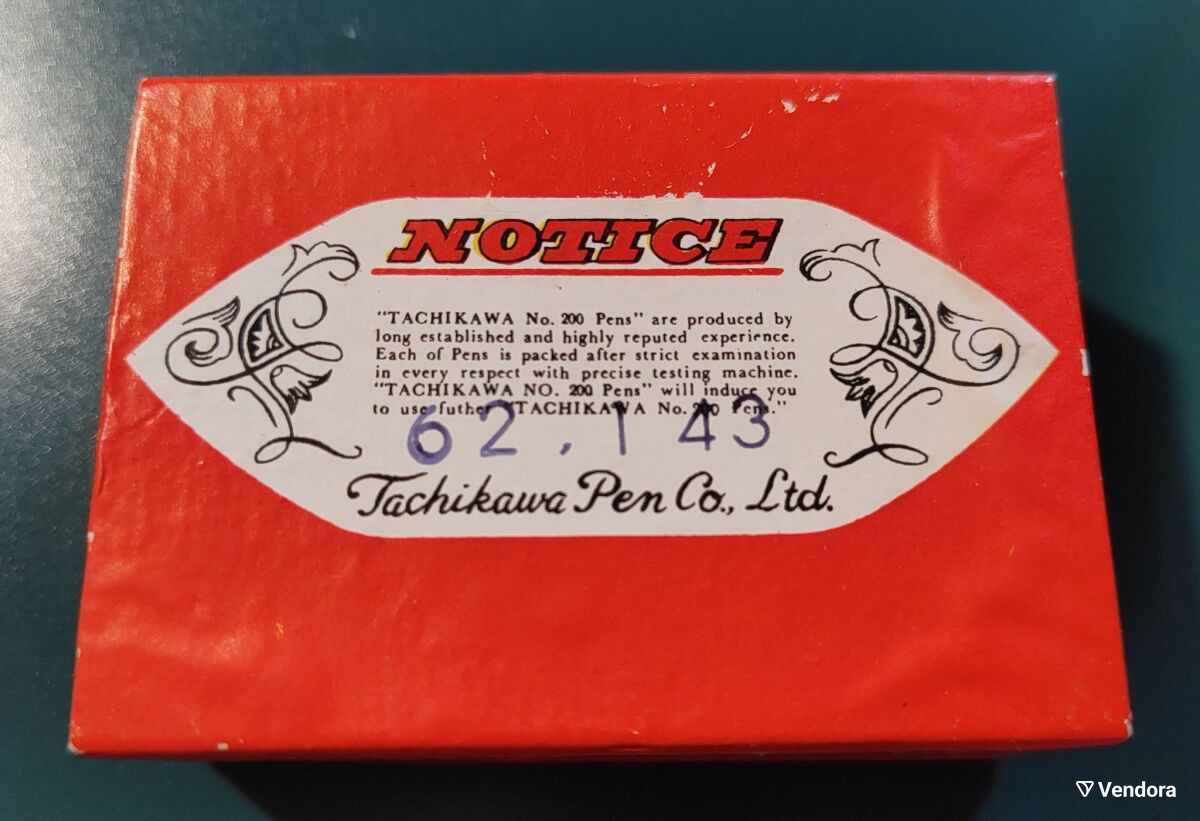 NOTICE
"TACHIKAWA No. 200 Pens" are produced by
long established and highly reputed experience.
Each of Pens is packed after strict examination
in every respect with precise testing machine.
"TACHIKAWA NO. 200 Pens" will induce you
to use futher "TACHIKAWA No. 200 Pens."
62.143
Tachikawa Pen Co., Ltd.
Vendora